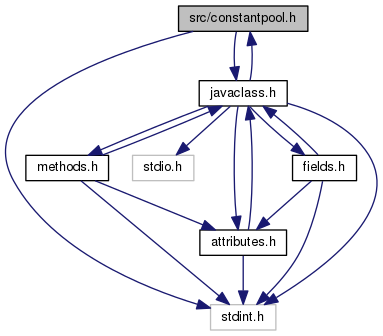 src/constantpool.h
javaclass.h
methods.h
stdio.h
fields.h
attributes.h
stdint.h